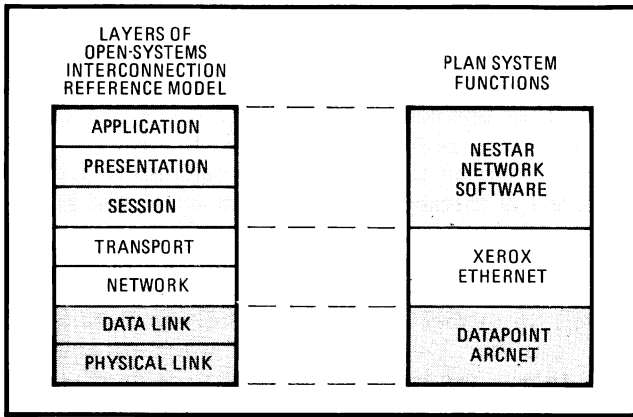 LAYERS OF
OPEN-SYSTEMS
INTERCONNECTION
REFERENCE MODEL
APPLICATION
PRESENTATION
SESSION
TRANSPORT
NETWORK
DATA LINK
PHYSICAL LINK
PLAN SYSTEM
FUNCTIONS
NESTAR
NETWORK
SOFTWARE
XEROX
ETHERNET
DATAPOINT
ARCNET